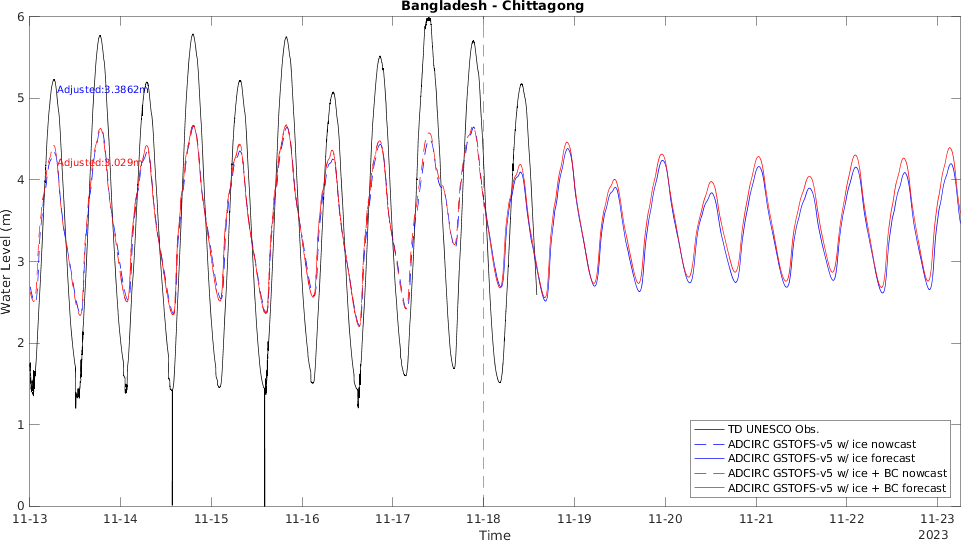 Bangladesh - Chittagong
6
5
4
3
2
1
0
Water Level (m)
Adjusted:3.3862m
Adjusted:3.029m
TD UNESCO Obs.
ADCIRC GSTOFS-v5 w/ ice nowcast
ADCIRC GSTOFS-v5 w/ ice forecast
ADCIRC GSTOFS-v5 w/ ice + BC nowcast
ADCIRC GSTOFS-v5 w/ ice + BC forecast
11-13 11-14 11-15 11-16 11-17 11-18 11-19 11-20 11-21 11-22 11-23
Time
2023